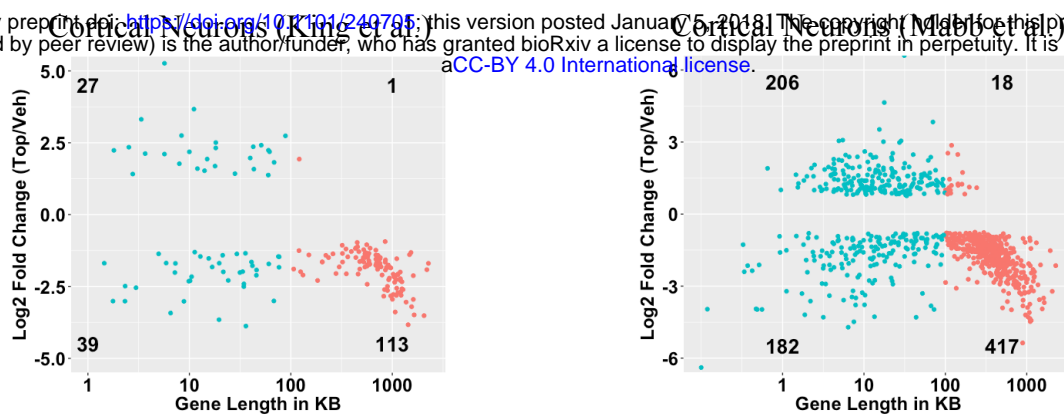 preprint doi: https://doi.org/10.1101/240705; this version posted January 5, 2018. The copyright holder for this p
Cortical Neurons (King et al.)
Cortical Neurons (Mabb et al)
d by peer review) is the author/funder, who has granted bioRxiv a license to display the preprint in perpetuity. It is
aCC-BY 4.0 International license.
5.0
27
1
2.5
0.0
-2.5
39
113
-5.0
1
10
100
1000
Gene Length in KB
Log2 Fold Change (Top/Veh)
6
206
18
3
0
-3
182
417
-6
1
10
100
1000
Gene Length in KB
Log2 Fold Change (Top/Veh)